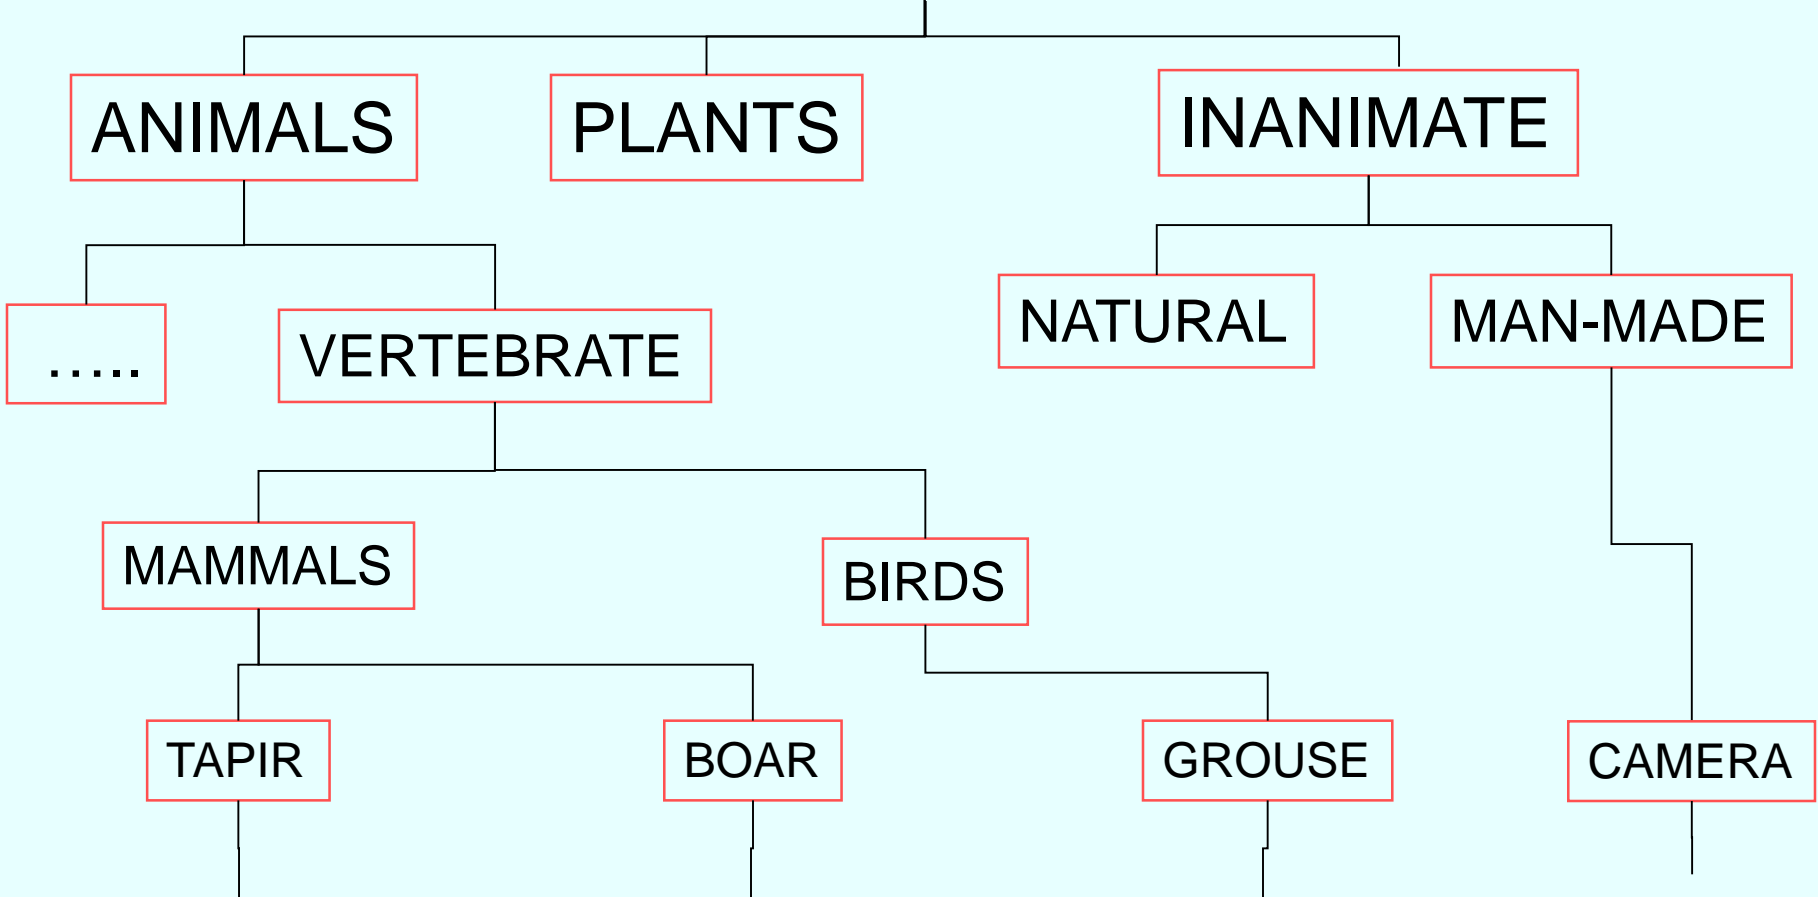 ANIMALS
PLANTS
INANIMATE
.....
VERTEBRATE
NATURAL
MAN-MADE
MAMMALS
BIRDS
TAPIR
BOAR
GROUSE
CAMERA